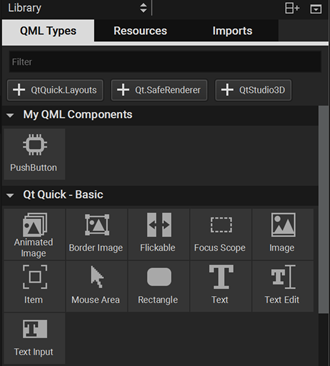 Library
QML Types Resources Imports
Filter
QtQuick.Layouts Qt.SafeRenderer QtStudio3D
My QML Components
PushButton
Qt Quick - Basic
Animated Image Border Image Flickable Focus Scope Image
Item Mouse Area Rectangle Text Text Edit
Text Input